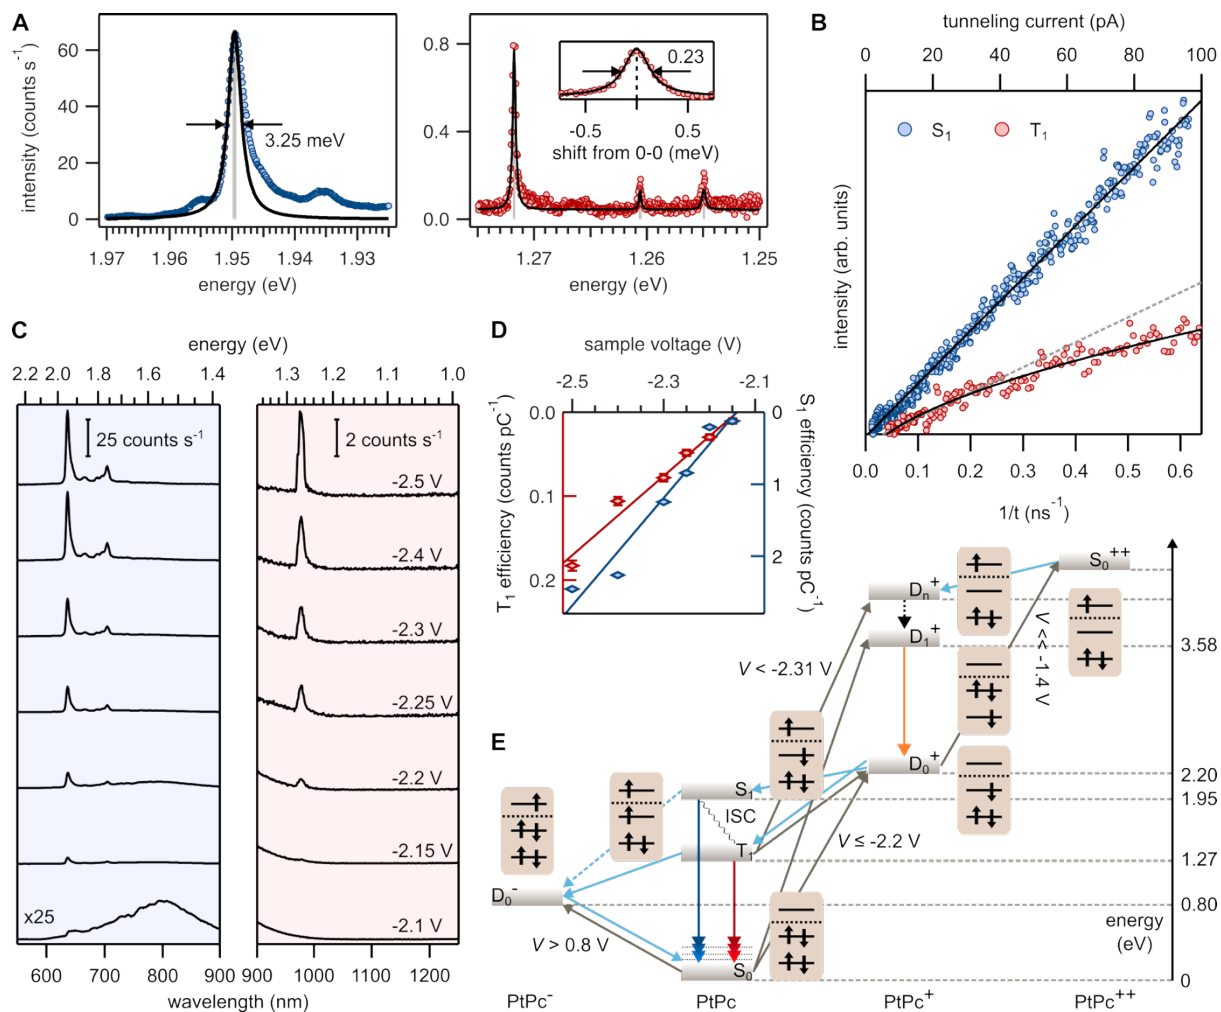 A
intensity (counts s-1)
60
40
20
0
3.25 meV
1.97
1.96
1.95
1.94
1.93
energy (eV)
0.8
0.4
0.0
0.23
-0.5
0.5
shift from 0-0 (meV)
1.27
1.26
1.25
energy (eV)
B
tunneling current (pA)
0
20
40
60
80
100
S1
T1
intensity (arb. units)
0.0
0.1
0.2
0.3
0.4
0.5
0.6
1/t (ns-1)
C
energy (eV)
2.2
2.0
1.8
1.6
1.4
1.3
1.2
1.1
1.0
25 counts s-1
2 counts s-1
-2.5 V
-2.4 V
-2.3 V
-2.25 V
-2.2 V
-2.15 V
x25
-2.1 V
600
700
800
900
900
1000
1100
1200
wavelength (nm)
D
sample voltage (V)
-2.5
-2.3
-2.1
T1 efficiency (counts pC-1)
0.0
0.1
0.2
0
1
2
S1 efficiency (counts pC-1)
E
S0++
Dn+
D1+
3.58
V < -2.31 V
V << -1.4 V
D0+
2.20
S1
1.95
ISC
T1
V ≤ -2.2 V
1.27
D0-
0.80
V > 0.8 V
energy
(eV)
S0
0
PtPc-
PtPc
PtPc+
PtPc++